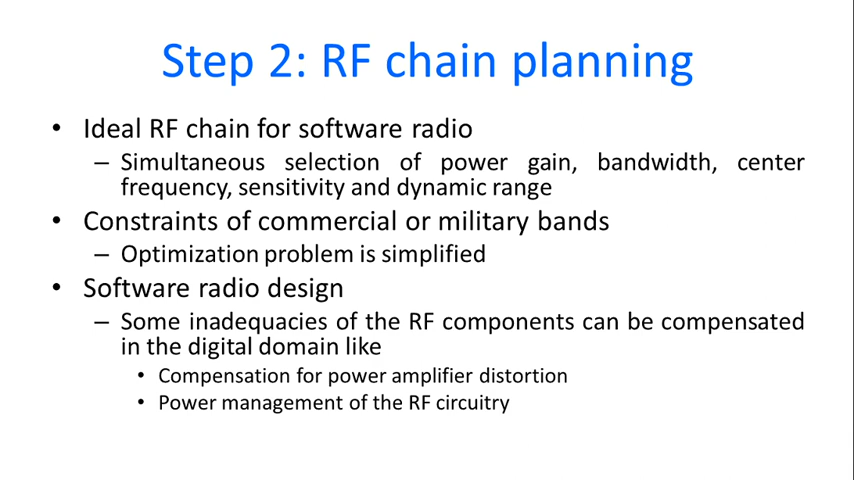 Step 2: RF chain planning
• Ideal RF chain for software radio
– Simultaneous selection of power gain, bandwidth, center
frequency, sensitivity and dynamic range
• Constraints of commercial or military bands
– Optimization problem is simplified
• Software radio design
– Some inadequacies of the RF components can be compensated
in the digital domain like
• Compensation for power amplifier distortion
• Power management of the RF circuitry